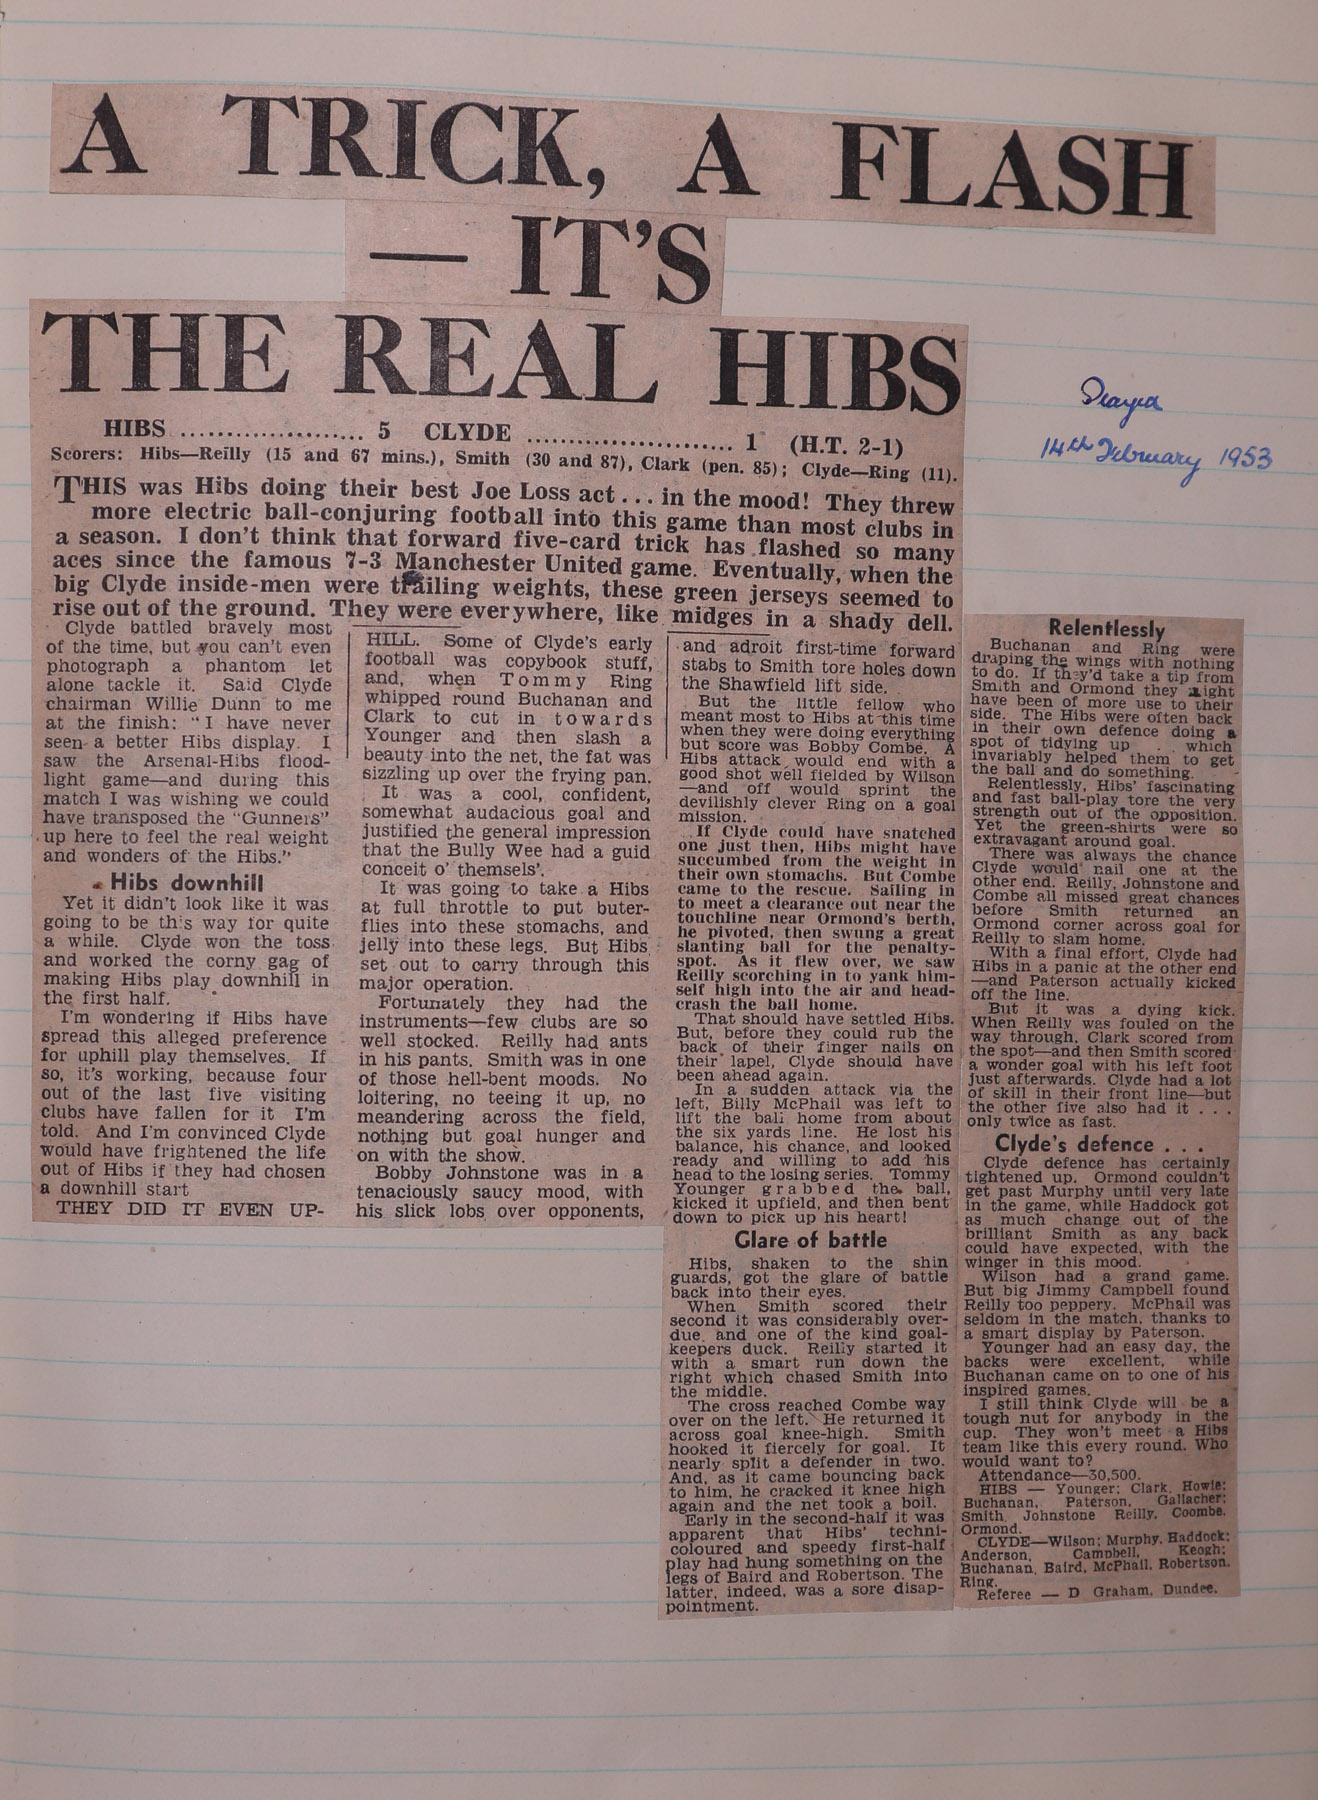 A TRICK, A FLASH
— IT'S
THE REAL HIBS
Played
14th February 1953
HIBS ..................... 5 CLYDE ........................ 1 (H.T. 2-1)
Scorers: Hibs—Reilly (15 and 67 mins.), Smith (30 and 87), Clark (pen. 85); Clyde—Ring (11).
THIS was Hibs doing their best Joe Loss act . . . in the mood! They threw
more electric ball-conjuring football into this game than most clubs in
a season. I don't think that forward five-card trick has flashed so many
aces since the famous 7-3 Manchester United game. Eventually, when the
big Clyde inside-men were trailing weights, these green jerseys seemed to
rise out of the ground. They were everywhere, like midges in a shady dell.
Clyde battled bravely most
of the time, but you can't even
photograph a phantom let
alone tackle it. Said Clyde
chairman Willie Dunn to me
at the finish: "I have never
seen a better Hibs display. I
saw the Arsenal-Hibs flood-
light game—and during this
match I was wishing we could
have transposed the "Gunners"
up here to feel the real weight
and wonders of the Hibs."
Hibs downhill
Yet it didn't look like it was
going to be this way for quite
a while. Clyde won the toss
and worked the corny gag of
making Hibs play downhill in
the first half.
I'm wondering if Hibs have
spread this alleged preference
for uphill play themselves. If
so, it's working, because four
out of the last five visiting
clubs have fallen for it I'm
told. And I'm convinced Clyde
would have frightened the life
out of Hibs if they had chosen
a downhill start
THEY DID IT EVEN UP-
HILL. Some of Clyde's early
football was copybook stuff,
and, when Tommy Ring
whipped round Buchanan and
Clark to cut in towards
Younger and then slash a
beauty into the net, the fat was
sizzling up over the frying pan.
It was a cool, confident,
somewhat audacious goal and
justified the general impression
that the Bully Wee had a guid
conceit o' themsels'.
It was going to take a Hibs
at full throttle to put buter-
flies into these stomachs, and
jelly into these legs. But Hibs
set out to carry through this
major operation.
Fortunately they had the
instruments—few clubs are so
well stocked. Reilly had ants
in his pants. Smith was in one
of those hell-bent moods. No
loitering, no teeing it up, no
meandering across the field,
nothing but goal hunger and
on with the show.
Bobby Johnstone was in a
tenaciously saucy mood, with
his slick lobs over opponents,
and adroit first-time forward
stabs to Smith tore holes down
the Shawfield lift side.
But the little fellow who
meant most to Hibs at this time
when they were doing everything
but score was Bobby Combe. A
Hibs attack would end with a
good shot well fielded by Wilson
—and off would sprint the
devilishly clever Ring on a goal
mission.
If Clyde could have snatched
one just then, Hibs might have
succumbed from the weight in
their own stomachs. But Combe
came to the rescue. Sailing in
to meet a clearance out near the
touchline near Ormond's berth,
he pivoted, then swung a great
slanting ball for the penalty-
spot. As it flew over, we saw
Reilly scorching in to yank him-
self high into the air and head-
crash the ball home.
That should have settled Hibs.
But, before they could rub the
back of their finger nails on
their lapel, Clyde should have
been ahead again.
In a sudden attack via the
left, Billy McPhail was left to
lift the ball home from about
the six yards line. He lost his
balance, his chance, and looked
ready and willing to add his
head to the losing series. Tommy
Younger grabbed the ball,
kicked it upfield, and then bent
down to pick up his heart!
Glare of battle
Hibs, shaken to the shin
guards, got the glare of battle
back into their eyes.
When Smith scored their
second it was considerably over-
due, and one of the kind goal-
keepers duck. Reilly started it
with a smart run down the
right which chased Smith into
the middle.
The cross reached Combe way
over on the left. He returned it
across goal knee-high. Smith
hooked it fiercely for goal. It
nearly split a defender in two.
And, as it came bouncing back
to him, he cracked it knee high
again and the net took a boil.
Early in the second-half it was
apparent that Hibs' techni-
coloured and speedy first-half
play had hung something on the
legs of Baird and Robertson. The
latter, indeed, was a sore disap-
pointment.
Relentlessly
Buchanan and Ring were
draping the wings with nothing
to do. If they'd take a tip from
Smith and Ormond they might
have been of more use to their
side. The Hibs were often back
in their own defence doing a
spot of tidying up . . which
invariably helped them to get
the ball and do something.
Relentlessly, Hibs' fascinating
and fast ball-play tore the very
strength out of the opposition.
Yet the green-shirts were so
extravagant around goal.
There was always the chance
Clyde would nail one at the
other end. Reilly, Johnstone and
Combe all missed great chances
before Smith returned an
Ormond corner across goal for
Reilly to slam home.
With a final effort, Clyde had
Hibs in a panic at the other end
—and Paterson actually kicked
off the line.
But it was a dying kick.
When Reilly was fouled on the
way through, Clark scored from
the spot—and then Smith scored
a wonder goal with his left foot
just afterwards. Clyde had a lot
of skill in their front line—but
the other five also had it . . .
only twice as fast.
Clyde's defence . . .
Clyde defence has certainly
tightened up. Ormond couldn't
get past Murphy until very late
in the game, while Haddock got
as much change out of the
brilliant Smith as any back
could have expected, with the
winger in this mood.
Wilson had a grand game.
But big Jimmy Campbell found
Reilly too peppery. McPhail was
seldom in the match, thanks to
a smart display by Paterson.
Younger had an easy day, the
backs were excellent, while
Buchanan came on to one of his
inspired games.
I still think Clyde will be a
tough nut for anybody in the
cup. They won't meet a Hibs
team like this every round. Who
would want to?
Attendance—30,500.
HIBS — Younger; Clark, Howie;
Buchanan, Paterson, Gallacher;
Smith, Johnstone Reilly, Coombe,
Ormond.
CLYDE—Wilson; Murphy, Haddock;
Anderson, Campbell, Keogh;
Buchanan, Baird, McPhail, Robertson,
Ring.
Referee — D Graham, Dundee.